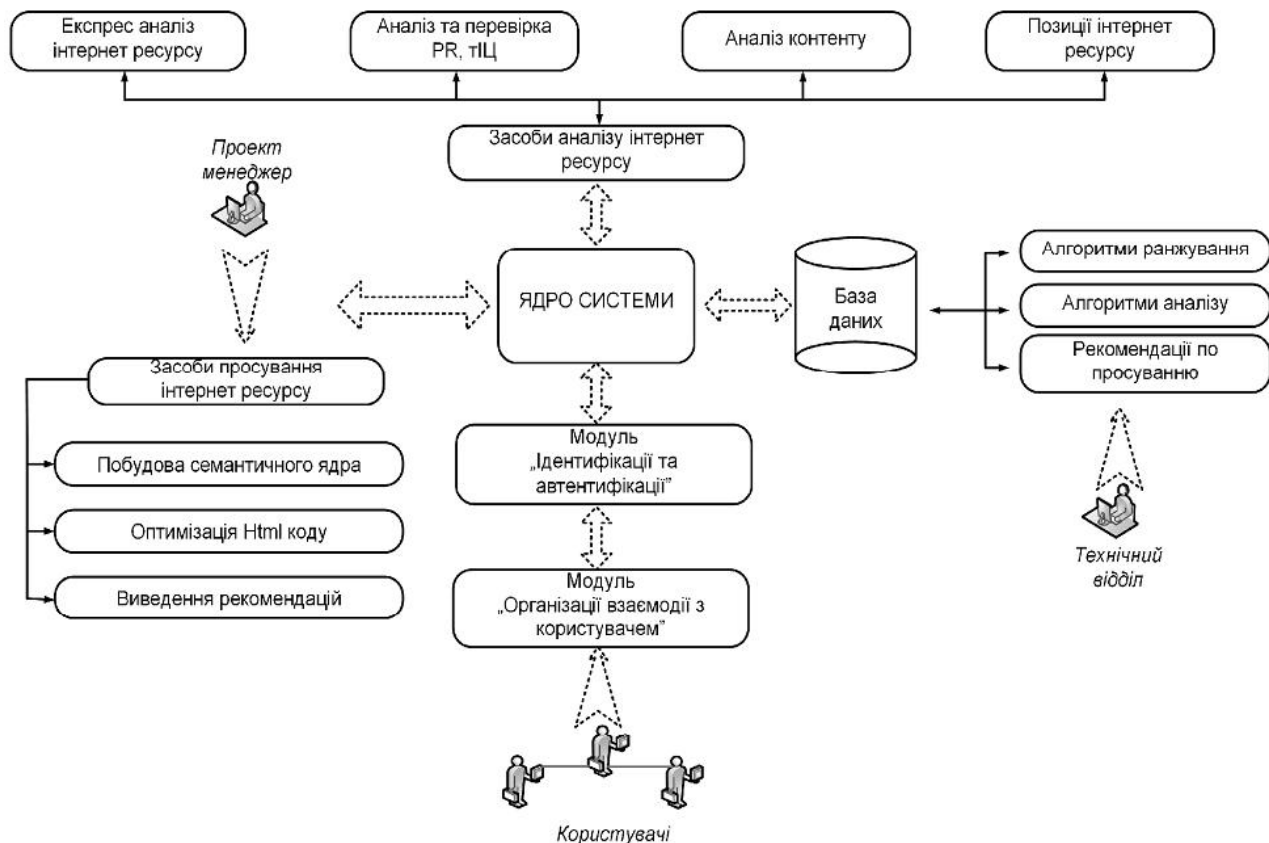 Експрес аналіз
інтернет ресурсу
Аналіз та перевірка
PR, тІЦ
Аналіз контенту
Позиції інтернет
ресурсу
Засоби аналізу інтернет
ресурсу
Проект
менеджер
ЯДРО СИСТЕМИ
База
даних
Алгоритми ранжування
Алгоритми аналізу
Рекомендації по
просуванню
Засоби просування
інтернет ресурсу
Побудова семантичного ядра
Оптимізація Html коду
Виведення рекомендацій
Модуль
„Ідентифікації та
автентифікації”
Модуль
„Організації взаємодії з
користувачем”
Технічний
відділ
Користувачі